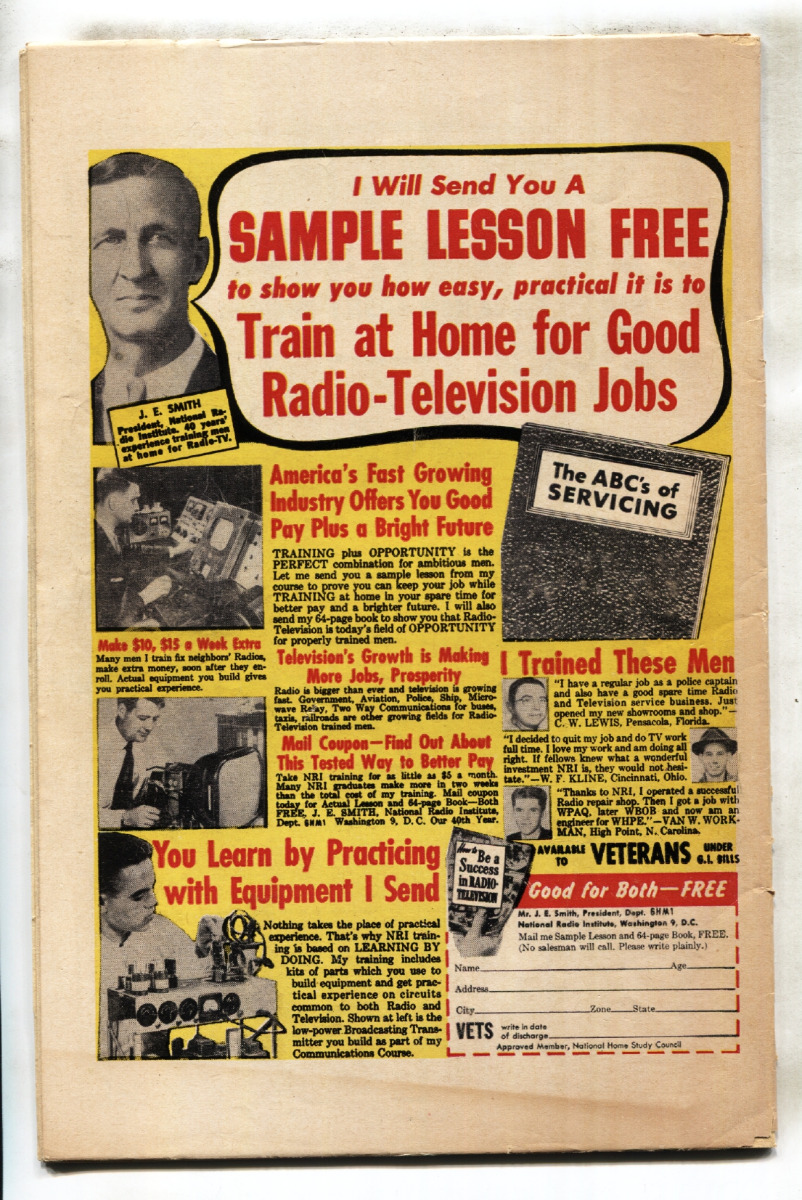 I Will Send You A
SAMPLE LESSON FREE
to show you how easy, practical it is to
Train at Home for Good
Radio-Television Jobs
J. E. SMITH
President, National Ra-
dio Institute. 40 years'
experience training men
at home for Radio-TV.
America's Fast Growing
Industry Offers You Good
Pay Plus a Bright Future
TRAINING plus OPPORTUNITY is the
PERFECT combination for ambitious men.
Let me send you a sample lesson from my
course to prove you can keep your job while
TRAINING at home in your spare time for
better pay and a brighter future. I will also
send my 64-page book to show you that Radio-
Television is today's field of OPPORTUNITY
for properly trained men.
The ABC's of
SERVICING
Make $10, $15 a Week Extra
Many men I train fix neighbors' Radios,
make extra money, soon after they en-
roll. Actual equipment you build gives
you practical experience.
Television's Growth is Making
More Jobs, Prosperity
Radio is bigger than ever and television is growing
fast. Government, Aviation, Police, Ship, Micro-
wave Relay, Two Way Communications for buses,
taxis, railroads are other growing fields for Radio-
Television trained men.
Mail Coupon—Find Out About
This Tested Way to Better Pay
Take NRI training for as little as $5 a month.
Many NRI graduates make more in two weeks
than the total cost of my training. Mail coupon
today for Actual Lesson and 64-page Book—Both
FREE, J. E. SMITH, National Radio Institute,
Dept. 6HM1 Washington 9, D. C. Our 40th Year.
I Trained These Men
"I have a regular job as a police captain
and also have a good spare time Radio
and Television service business. Just
opened my new showrooms and shop."—
C. W. LEWIS, Pensacola, Florida.
"I decided to quit my job and do TV work
full time. I love my work and am doing all
right. If fellows knew what a wonderful
investment NRI is, they would not hesi-
tate."—W. F. KLINE, Cincinnati, Ohio.
"Thanks to NRI, I operated a successful
Radio repair shop. Then I got a job with
WPAQ, later WBOB and now am an
engineer for WHPE."—VAN W. WORK-
MAN, High Point, N. Carolina.
AVAILABLE TO VETERANS UNDER G.I. BILLS
You Learn by Practicing
with Equipment I Send
Nothing takes the place of practical
experience. That's why NRI train-
ing is based on LEARNING BY
DOING. My training includes
kits of parts which you use to
build equipment and get prac-
tical experience on circuits
common to both Radio and
Television. Shown at left is the
low-power Broadcasting Trans-
mitter you build as part of my
Communications Course.
How to Be a
Success
in RADIO-
TELEVISION
Good for Both—FREE
Mr. J. E. Smith, President, Dept. 6HM1
National Radio Institute, Washington 9, D.C.
Mail me Sample Lesson and 64-page Book, FREE.
(No salesman will call. Please write plainly.)
Name Age
Address
City Zone State
VETS write in date
of discharge
Approved Member, National Home Study Council